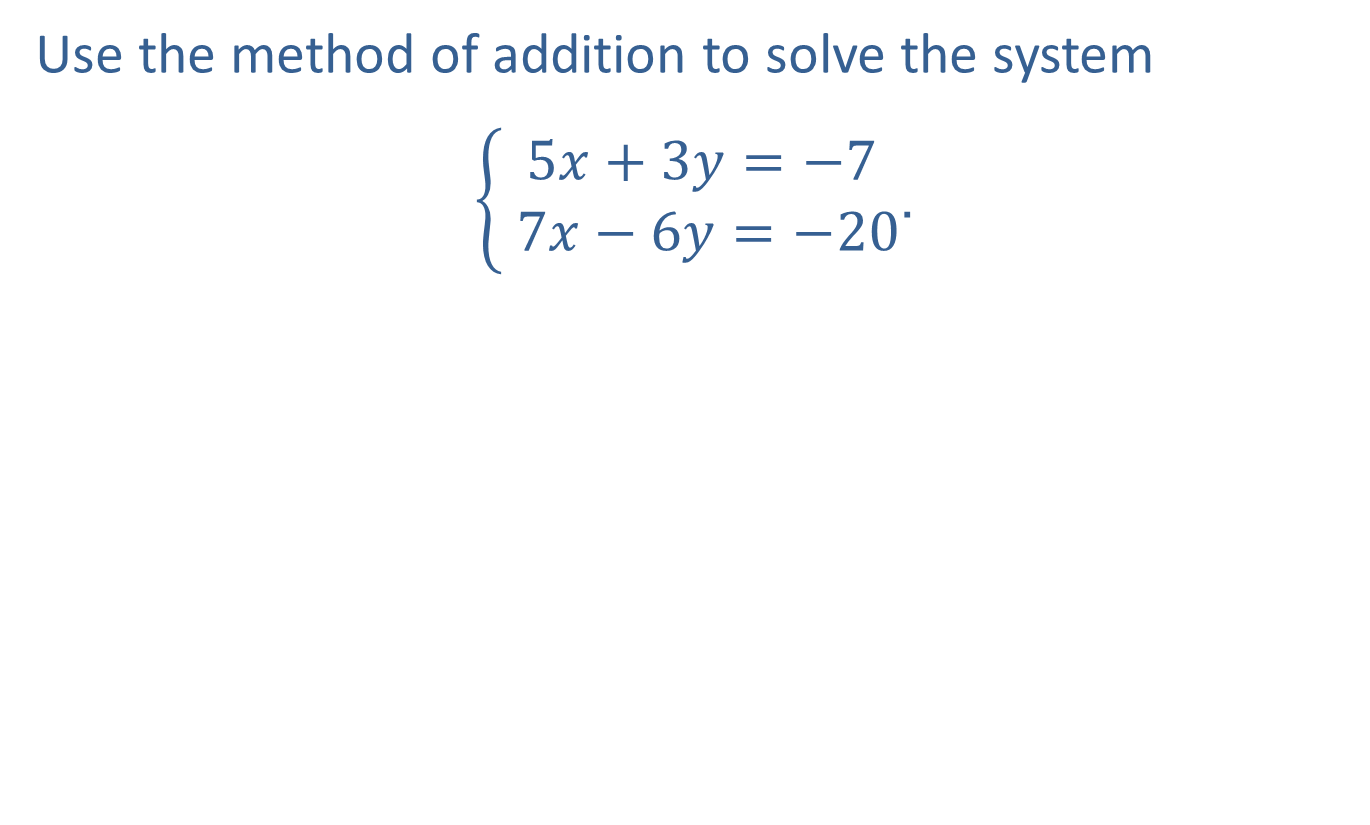 Use the method of addition to solve the system
5x + 3y = −7
7x − 6y = −20.